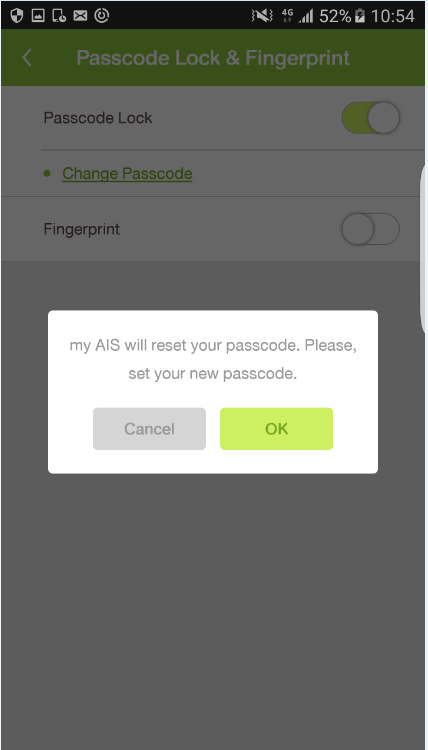 4G 52% 10:54
Passcode Lock & Fingerprint
Passcode Lock
Change Passcode
Fingerprint
my AIS will reset your passcode. Please,
set your new passcode.
Cancel OK